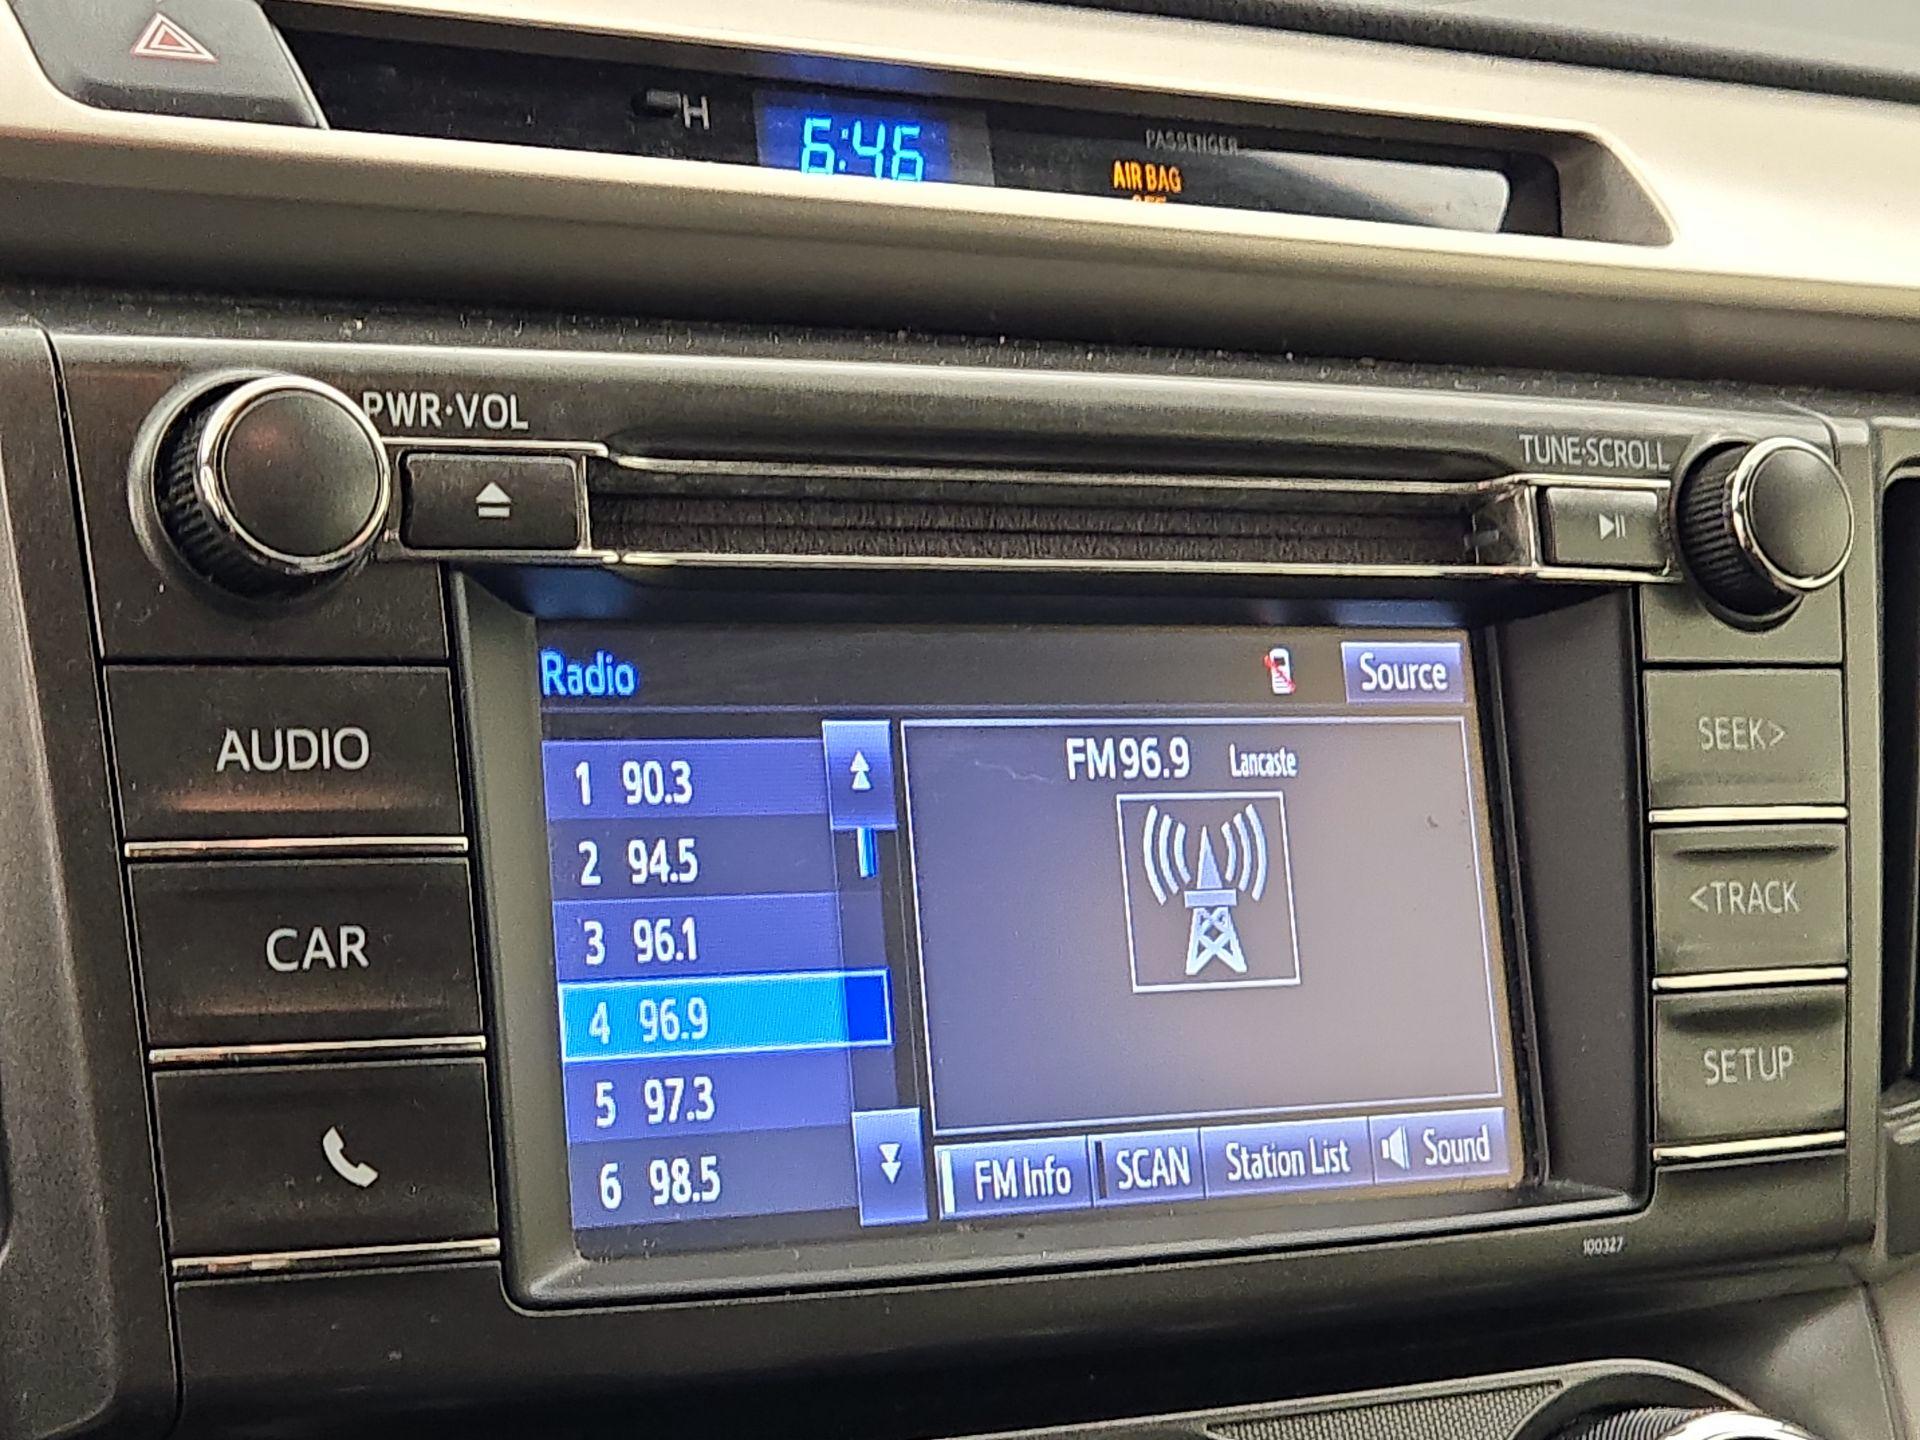 H
6:46
PASSENGER
AIR BAG
PWR·VOL
TUNE·SCROLL
Radio
Source
AUDIO
CAR
1 90.3
2 94.5
3 96.1
4 96.9
5 97.3
6 98.5
FM 96.9 Lancaste
FM Info
SCAN
Station List
Sound
SEEK>
<TRACK
SETUP
100327